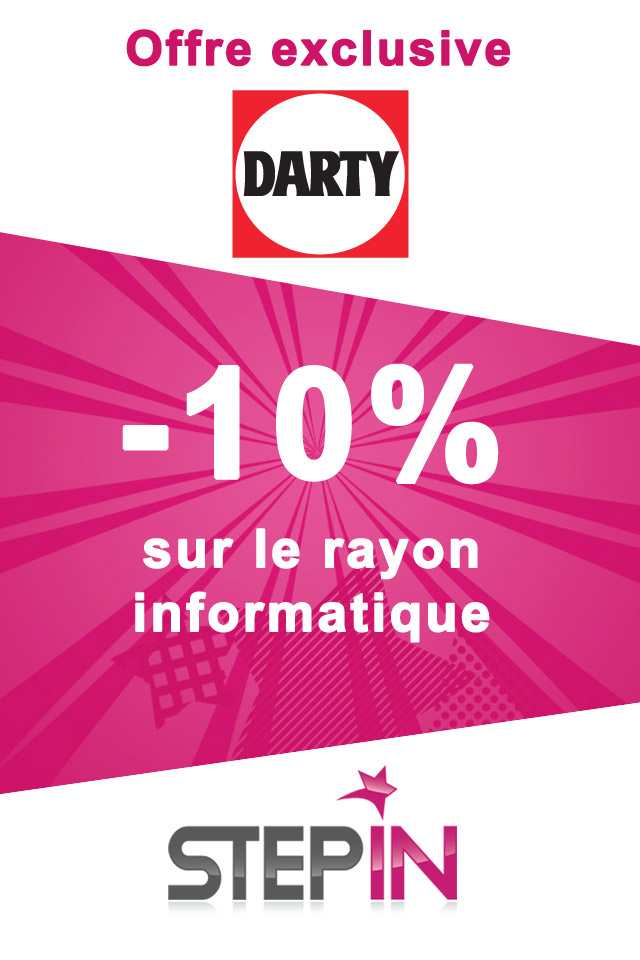 Offre exclusive
DARTY
-10%
sur le rayon
informatique
STEPIN